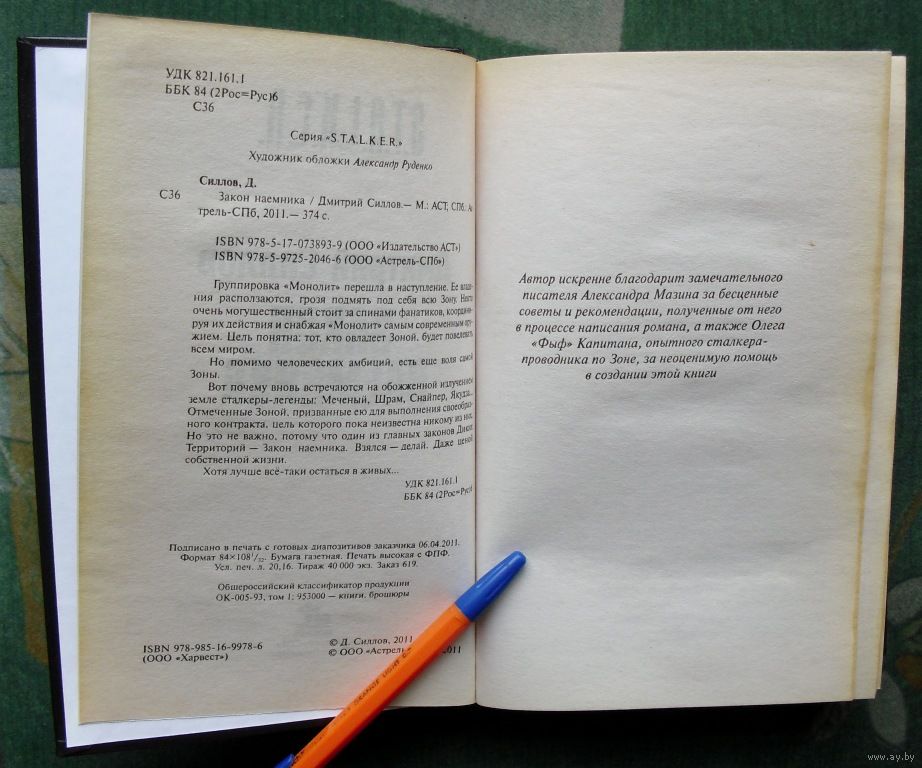 УДК 821.161.1
ББК 84 (2Рос=Рус)6
С36
Серия «S.T.A.L.K.E.R.»
Художник обложки Александр Руденко
Силлов, Д.
С36 Закон наемника / Дмитрий Силлов.— М.: АСТ, СПб.: Ас
трель-СПб, 2011.— 374 с.
ISBN 978-5-17-073893-9 (ООО «Издательство АСТ»)
ISBN 978-5-9725-2046-6 (ООО «Астрель-СПб»)
Группировка «Монолит» перешла в наступление. Ее владе
ния расползаются, грозя подмять под себя всю Зону.
очень могущественный стоит за спинами фанатиков, координи
руя их действия и снабжая «Монолит» самым современным ору
жием. Цель понятна: тот, кто овладеет Зоной, будет повелевать
всем миром.
Но помимо человеческих амбиций, есть еще воля самой
Зоны.
Вот почему вновь встречаются на обожженной излучением
земле сталкеры-легенды: Меченый, Шрам, Снайпер, Якудза...
Отмеченные Зоной, призванные ею для выполнения своеобраз
ного контракта, цель которого пока неизвестна никому из них.
Но это не важно, потому что один из главных законов Диких
Территорий — Закон наемника. Взялся — делай. Даже ценой
собственной жизни.
Хотя лучше всё-таки остаться в живых...
УДК 821.161.1
ББК 84 (2Рос=Рус)
Подписано в печать с готовых диапозитивов заказчика 06.04.2011.
Формат 84×108¹/₃₂. Бумага газетная. Печать высокая с ФПФ.
Усл. печ. л. 20,16. Тираж 40 000 экз. Заказ 619.
Общероссийский классификатор продукции
ОК-005-93, том 1; 953000 — книги, брошюры
ISBN 978-985-16-9978-6
(ООО «Харвест»)
© Д. Силлов, 2011
© ООО «Астрель 2011
Автор искренне благодарит замечательного
писателя Александра Мазина за бесценные
советы и рекомендации, полученные от него
в процессе написания романа, а также Олега
«Фыф» Капитана, опытного сталкера-
проводника по Зоне, за неоценимую помощь
в создании этой книги
www.ay.by